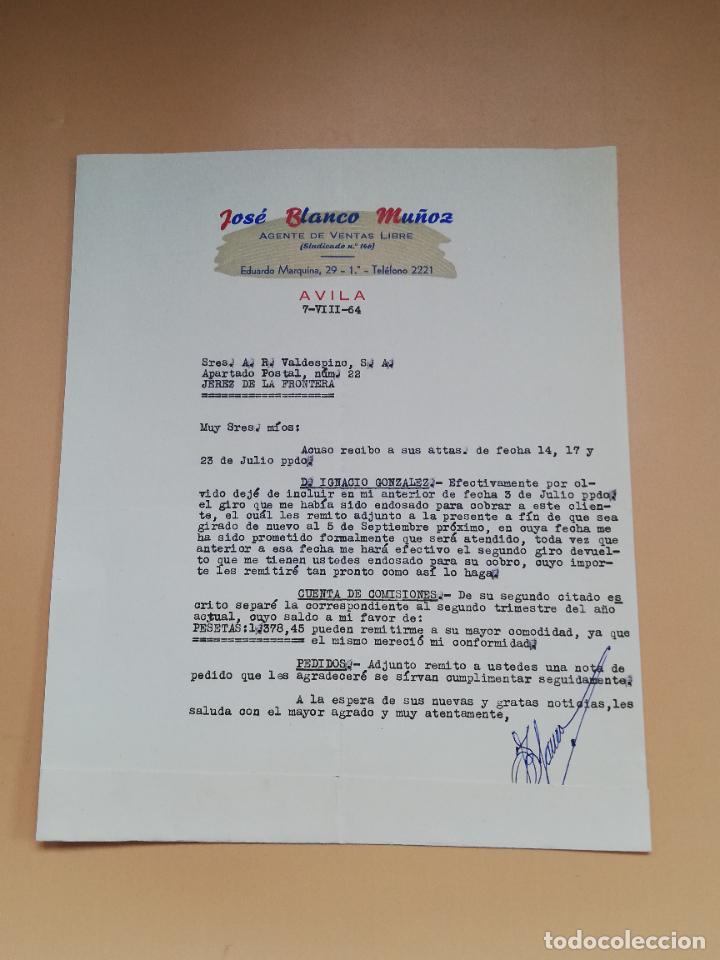 José Blanco Muñoz
AGENTE DE VENTAS LIBRE
(Sindicado n.° 146)
Eduardo Marquina, 29 - 1.° - Teléfono 2221
AVILA
7-VIII-64
Sres. A. R. Valdespino, S. A.
Apartado Postal, núm. 22
JEREZ DE LA FRONTERA
=====================
Muy Sres. míos:
Acuso recibo a sus attas. de fecha 14, 17 y
23 de Julio ppdo.
D. IGNACIO GONZALEZ.- Efectivamente por ol-
vido dejé de incluir en mi anterior de fecha 3 de Julio ppdo.
el giro que me había sido endosado para cobrar a este clien-
te, el cuál les remito adjunto a la presente a fín de que sea
girado de nuevo al 5 de Septiembre próximo, en cuya fecha me
ha sido prometido formalmente que será atendido, toda vez que
anterior a esa fecha me hará efectivo el segundo giro devuel-
to que me tienen ustedes endosado para su cobro, cuyo impor-
te les remitiré tan pronto como así lo haga.
CUENTA DE COMISIONES.- De su segundo citado es
crito separé la correspondiente al segundo trimestre del año
actual, cuyo saldo a mi favor de:
PESETAS:1.378,45 pueden remitirme a su mayor comodidad, ya que
================ el mismo mereció mi conformidad.
PEDIDOS.- Adjunto remito a ustedes una nota de
pedido que les agradeceré se sírvan cumplimentar seguidamente.
A la espera de sus nuevas y gratas noticias,les
saluda con el mayor agrado y muy atentamente,
JBlanco
todocoleccion.net